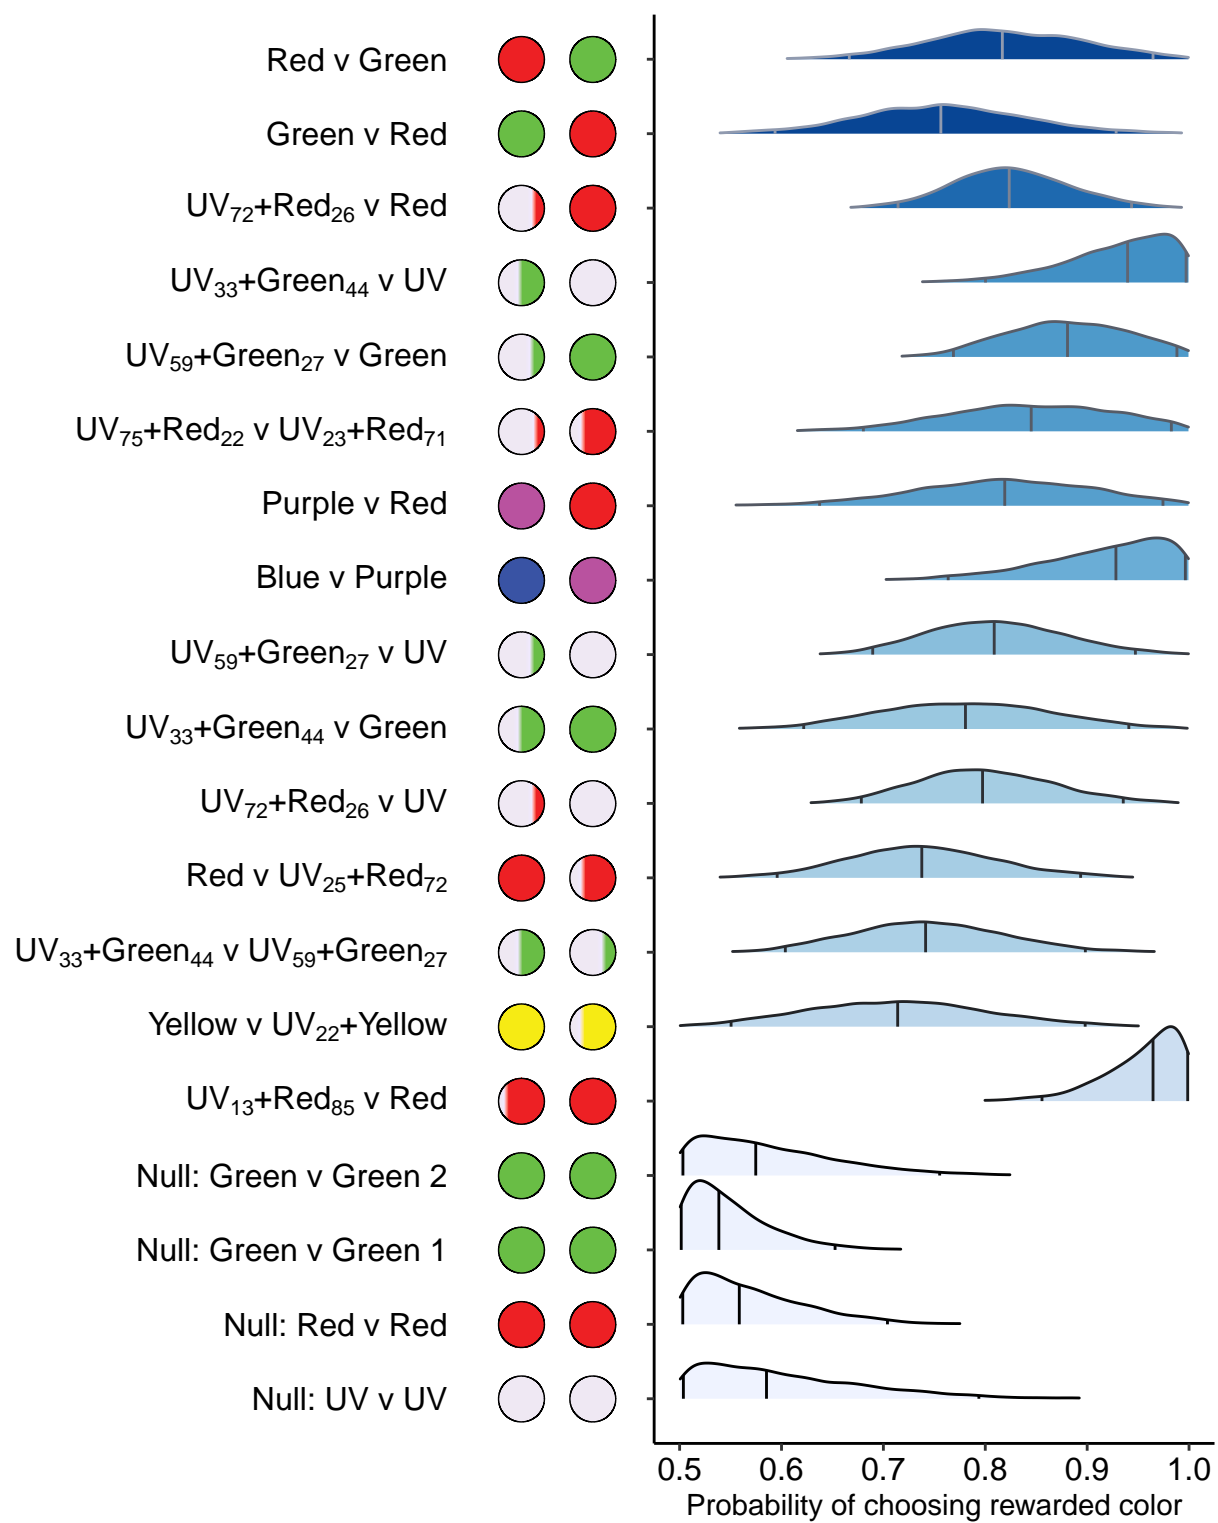 Red v Green
Green v Red
UV72+Red26 v Red
UV33+Green44 v UV
UV59+Green27 v Green
UV75+Red22 v UV23+Red71
Purple v Red
Blue v Purple
UV59+Green27 v UV
UV33+Green44 v Green
UV72+Red26 v UV
Red v UV25+Red72
UV33+Green44 v UV59+Green27
Yellow v UV22+Yellow
UV13+Red85 v Red
Null: Green v Green 2
Null: Green v Green 1
Null: Red v Red
Null: UV v UV
0.5 0.6 0.7 0.8 0.9 1.0
Probability of choosing rewarded color